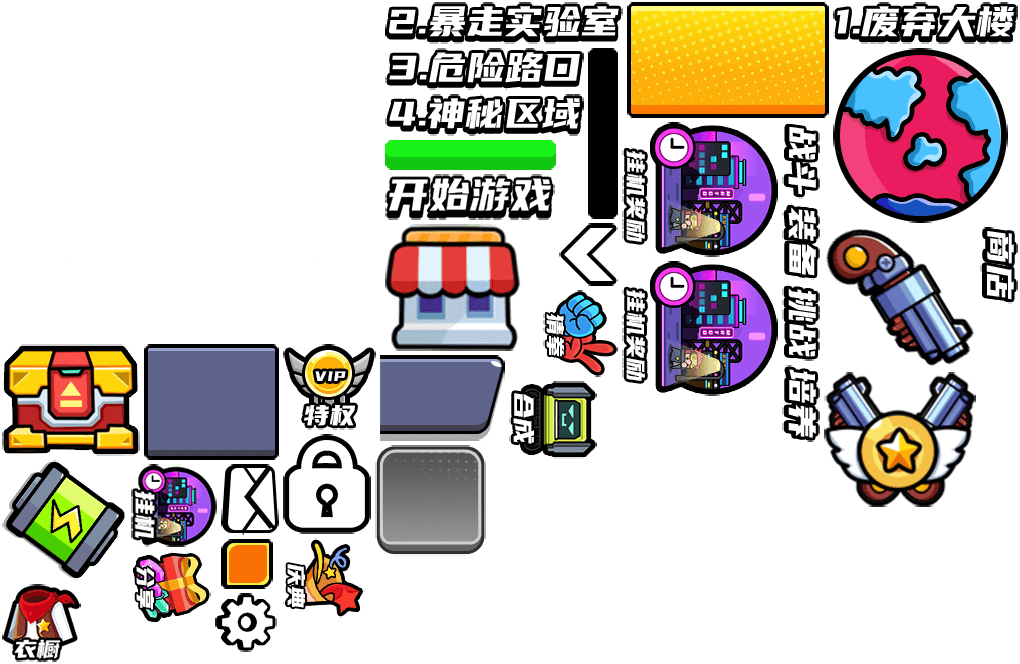 2.暴走实验室
1.废弃大楼
3.危险路口
4.神秘区域
开始游戏
挂机奖励
战斗
装备
挑战
培养
商店
挂机奖励
猜拳
合成
VIP
特权
挂机
分享
庆典
衣橱